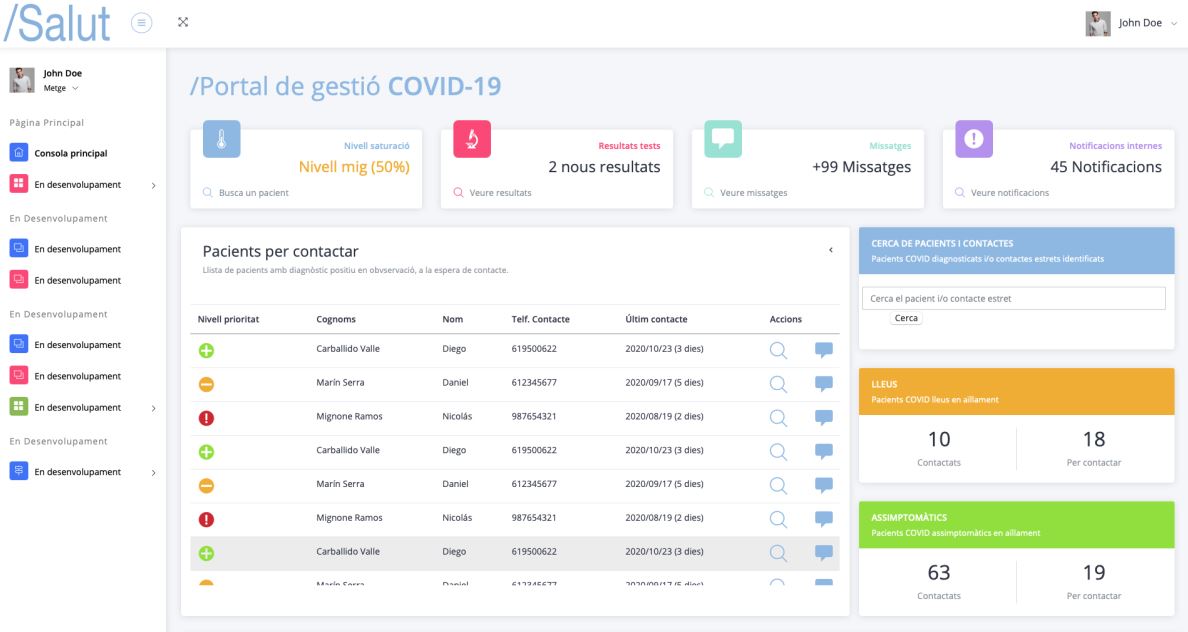 /Salut
John Doe
John Doe
Metge
Pàgina Principal
Consola principal
En desenvolupament
En Desenvolupament
En desenvolupament
En desenvolupament
En Desenvolupament
En desenvolupament
En desenvolupament
En desenvolupament
En Desenvolupament
En desenvolupament
/Portal de gestió COVID-19
Nivell saturació
Nivell mig (50%)
Busca un pacient
Resultats tests
2 nous resultats
Veure resultats
Missatges
+99 Missatges
Veure missatges
Notificacions internes
45 Notificacions
Veure notificacions
Pacients per contactar
Llista de pacients amb diagnòstic positiu en obvservació, a la espera de contacte.
Nivell prioritat Cognoms Nom Telf. Contacte Últim contacte Accions
Carballido Valle Diego 619500622 2020/10/23 (3 dies)
Marín Serra Daniel 612345677 2020/09/17 (5 dies)
Mignone Ramos Nicolás 987654321 2020/08/19 (2 dies)
Carballido Valle Diego 619500622 2020/10/23 (3 dies)
Marín Serra Daniel 612345677 2020/09/17 (5 dies)
Mignone Ramos Nicolás 987654321 2020/08/19 (2 dies)
Carballido Valle Diego 619500622 2020/10/23 (3 dies)
Marín Serra Daniel 612345677 2020/09/17 (5 dies)
CERCA DE PACIENTS I CONTACTES
Pacients COVID diagnosticats i/o contactes estrets identificats
Cerca el pacient i/o contacte estret
Cerca
LLEUS
Pacients COVID lleus en aïllament
10 18
Contactats Per contactar
ASSIMPTOMÀTICS
Pacients COVID assimptomàtics en aïllament
63 19
Contactats Per contactar